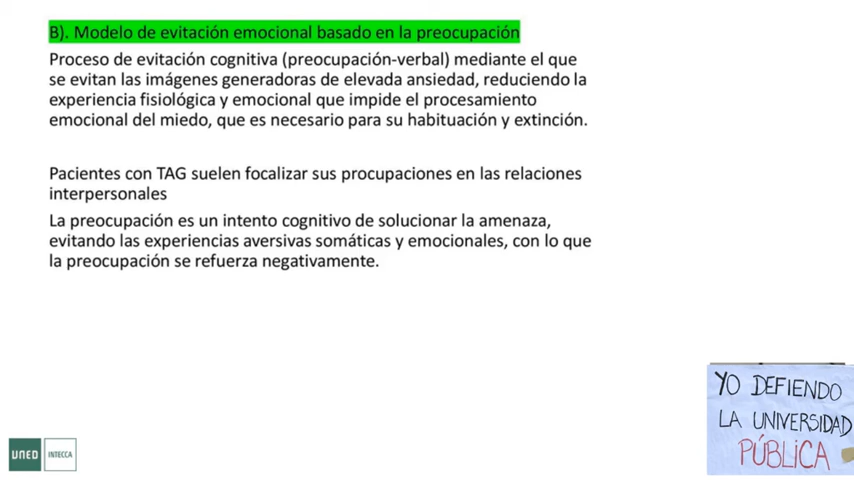 B). Modelo de evitación emocional basado en la preocupación
Proceso de evitación cognitiva (preocupación-verbal) mediante el que
se evitan las imágenes generadoras de elevada ansiedad, reduciendo la
experiencia fisiológica y emocional que impide el procesamiento
emocional del miedo, que es necesario para su habituación y extinción.
Pacientes con TAG suelen focalizar sus procupaciones en las relaciones
interpersonales
La preocupación es un intento cognitivo de solucionar la amenaza,
evitando las experiencias aversivas somáticas y emocionales, con lo que
la preocupación se refuerza negativamente.
YO DEFIENDO
LA UNIVERSIDAD
PÚBLICA
UNED INTECCA